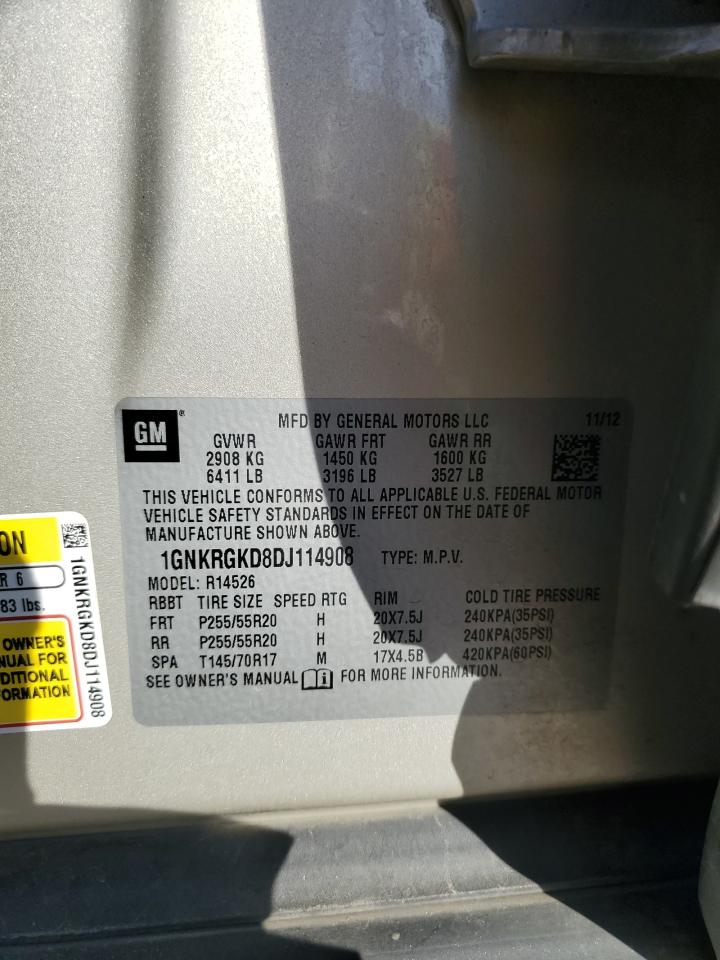 GM
®
MFD BY GENERAL MOTORS LLC 11/12
GVWR GAWR FRT GAWR RR
2908 KG 1450 KG 1600 KG
6411 LB 3196 LB 3527 LB
THIS VEHICLE CONFORMS TO ALL APPLICABLE U.S. FEDERAL MOTOR
VEHICLE SAFETY STANDARDS IN EFFECT ON THE DATE OF
MANUFACTURE SHOWN ABOVE.
1GNKRGKD8DJ114908 TYPE: M.P.V.
MODEL: R14526
RBBT TIRE SIZE SPEED RTG RIM COLD TIRE PRESSURE
FRT P255/55R20 H 20X7.5J 240KPA(35PSI)
RR P255/55R20 H 20X7.5J 240KPA(35PSI)
SPA T145/70R17 M 17X4.5B 420KPA(60PSI)
SEE OWNER'S MANUAL FOR MORE INFORMATION.
ON
R 6
83 lbs.
OWNER'S
NUAL FOR
DITIONAL
ORMATION
1GNKRGKD8DJ114908